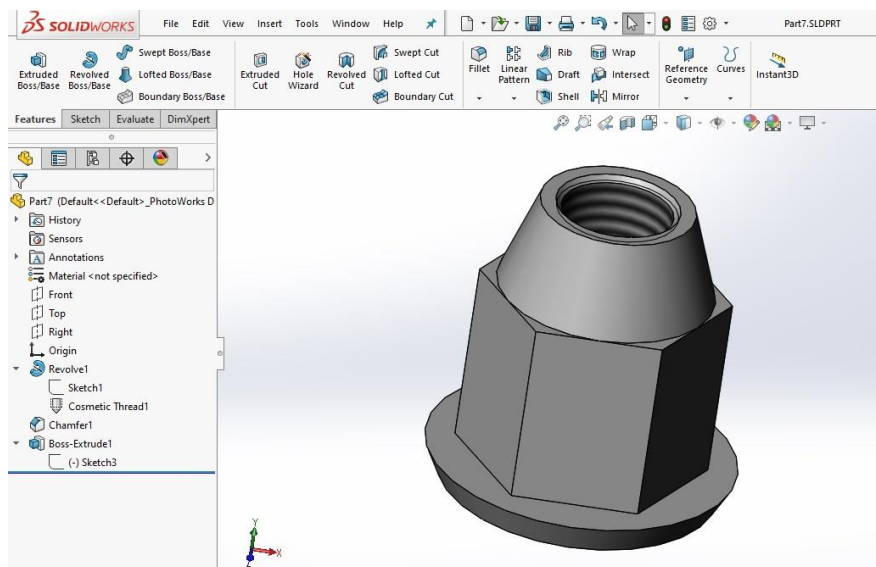 SOLIDWORKS File Edit View Insert Tools Window Help Part7.SLDPRT
Extruded Boss/Base
Revolved Boss/Base
Swept Boss/Base
Lofted Boss/Base
Boundary Boss/Base
Extruded Cut
Hole Wizard
Revolved Cut
Swept Cut
Lofted Cut
Boundary Cut
Fillet
Linear Pattern
Rib
Draft
Shell
Wrap
Intersect
Mirror
Reference Geometry
Curves
Instant3D
Features Sketch Evaluate DimXpert
Part7 (Default<<Default>_PhotoWorks D
History
Sensors
Annotations
Material <not specified>
Front
Top
Right
Origin
Revolve1
Sketch1
Cosmetic Thread1
Chamfer1
Boss-Extrude1
(-) Sketch3
Y
X
Z